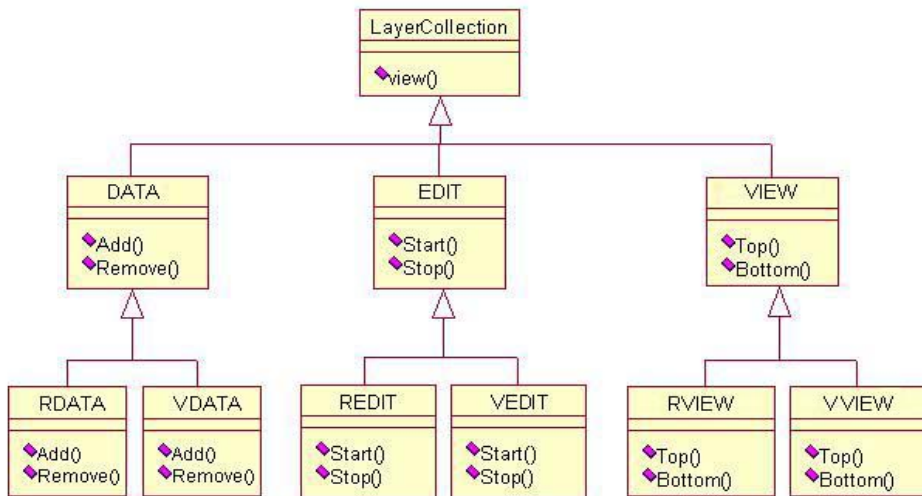 LayerCollection
view()
DATA
Add()
Remove()
EDIT
Start()
Stop()
VIEW
Top()
Bottom()
RDATA
Add()
Remove()
VDATA
Add()
Remove()
REDIT
Start()
Stop()
VEDIT
Start()
Stop()
RVIEW
Top()
Bottom()
VVIEW
Top()
Bottom()